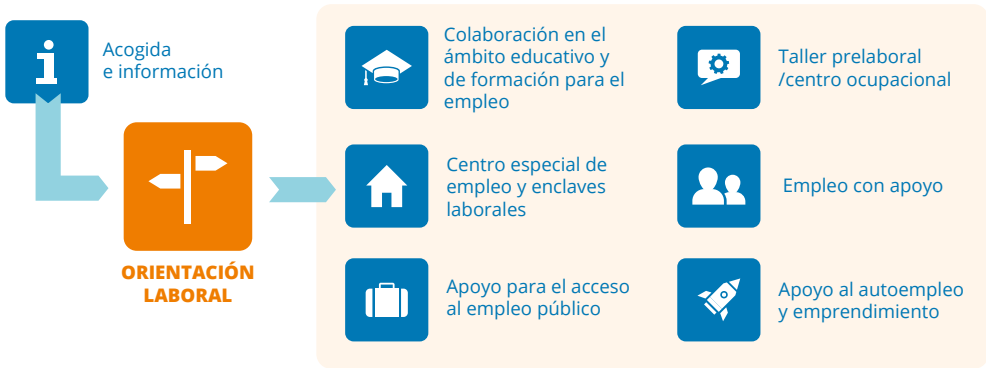 Acogida
e información
ORIENTACIÓN
LABORAL
Colaboración en el
ámbito educativo y
de formación para el
empleo
Taller prelaboral
/centro ocupacional
Centro especial de
empleo y enclaves
laborales
Empleo con apoyo
Apoyo para el acceso
al empleo público
Apoyo al autoempleo
y emprendimiento